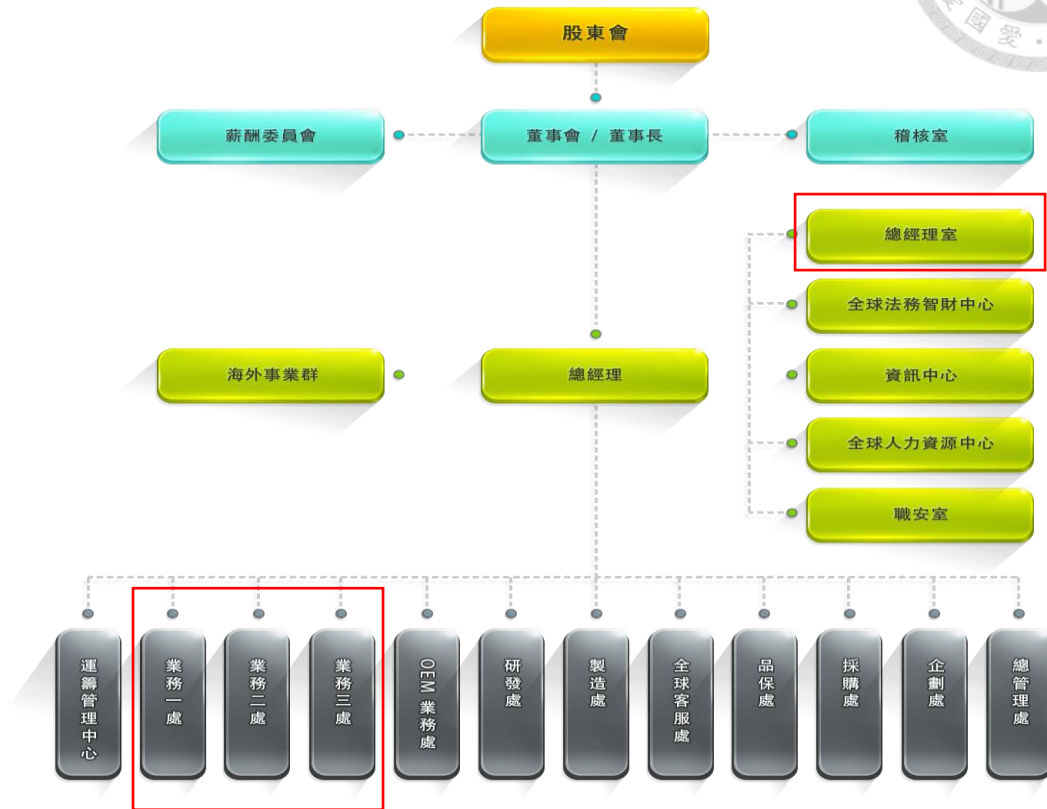 股東會
愛國愛·
薪酬委員會
董事會 / 董事長
稽核室
總經理室
全球法務智財中心
海外事業群
總經理
資訊中心
全球人力資源中心
職安室
運籌管理中心
業務一處
業務二處
業務三處
OEM 業務處
研發處
製造處
全球客服處
品保處
採購處
企劃處
總管理處